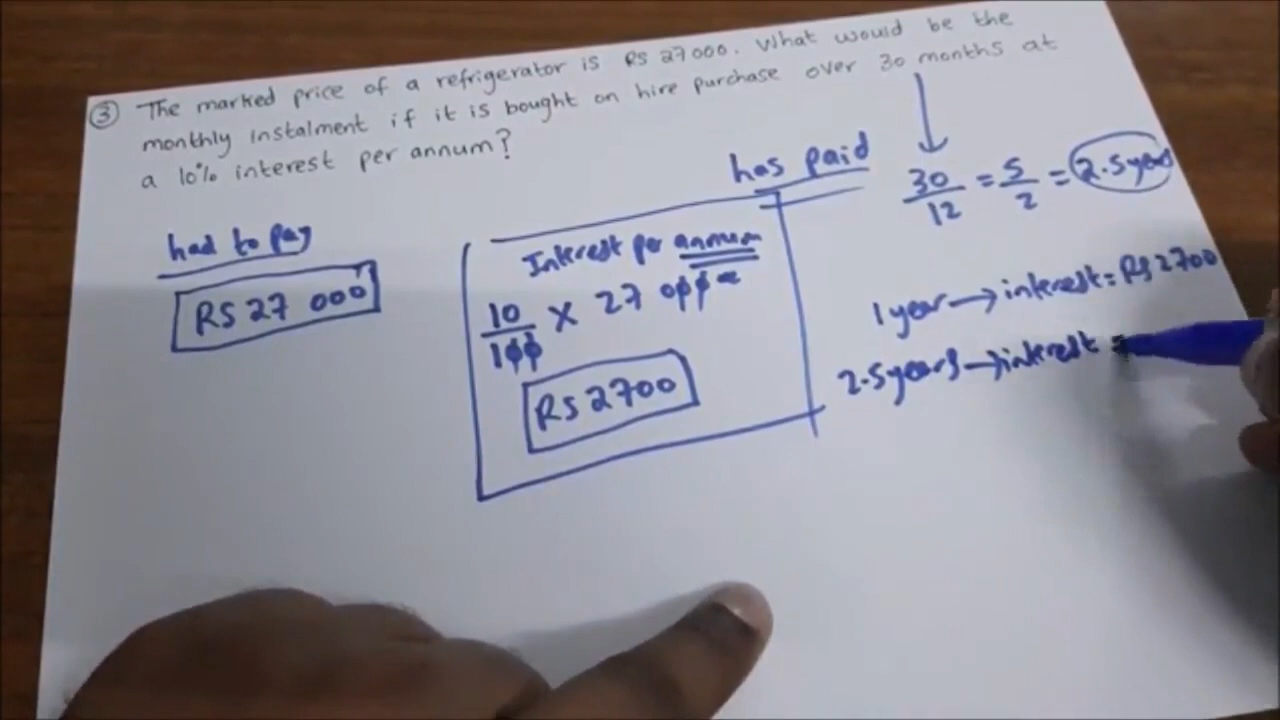 ③ The marked price of a refrigerator is RS 27000. What would be the
monthly instalment if it is bought on hire purchase over 30 months at
a 10% interest per annum?
had to pay
RS 27 000
has paid
Interest per annum
10/100 x 27 000
RS 2700
30/12 = 5/2 = 2.5 years
1 year → interest = RS 2700
2.5 years → interest =